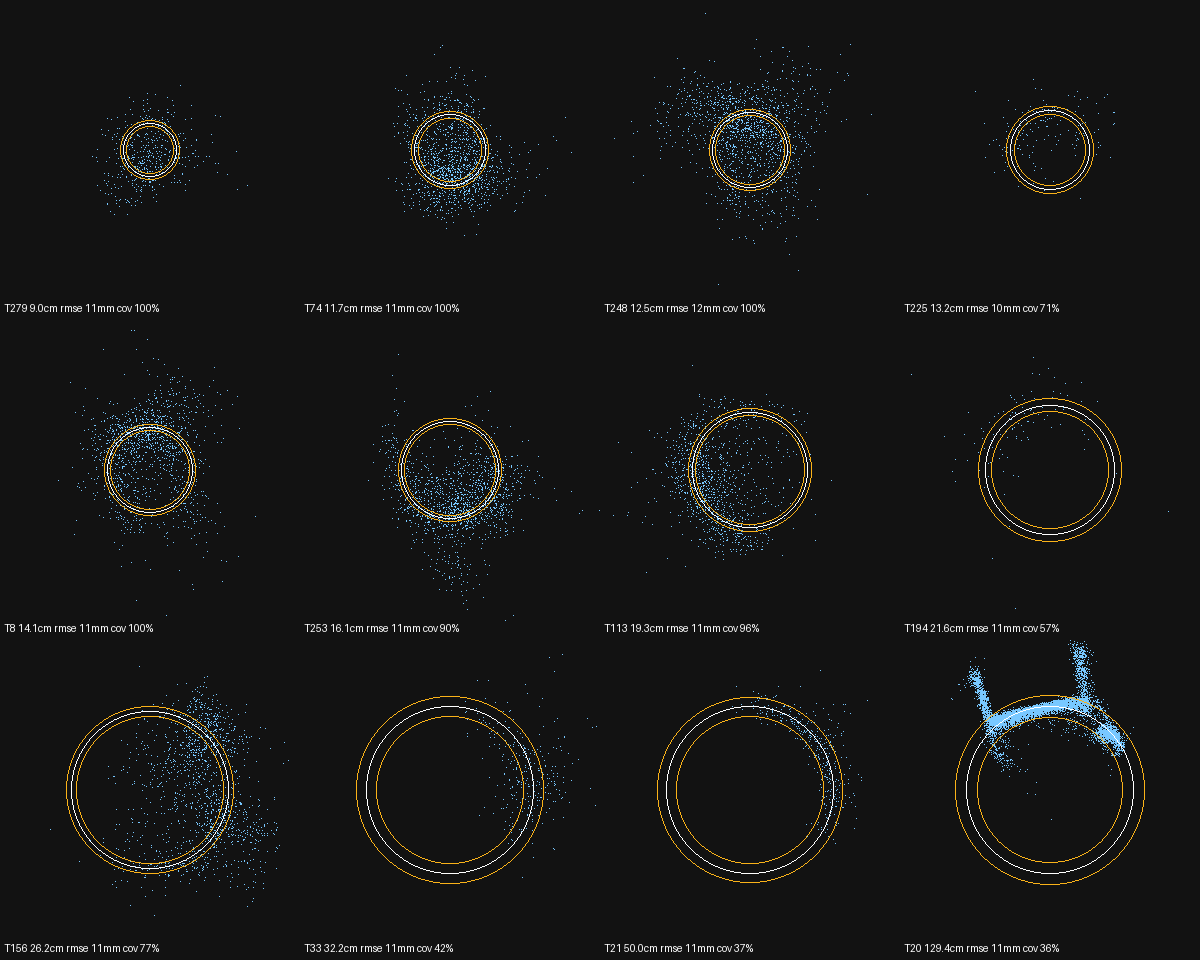 T279 9.0cm rmse 11mm cov 100%
T74 11.7cm rmse 11mm cov 100%
T248 12.5cm rmse 12mm cov 100%
T225 13.2cm rmse 10mm cov 71%
T8 14.1cm rmse 11mm cov 100%
T253 16.1cm rmse 11mm cov 90%
T113 19.3cm rmse 11mm cov 96%
T194 21.6cm rmse 11mm cov 57%
T156 26.2cm rmse 11mm cov 77%
T33 32.2cm rmse 11mm cov 42%
T21 50.0cm rmse 11mm cov 37%
T20 129.4cm rmse 11mm cov 36%